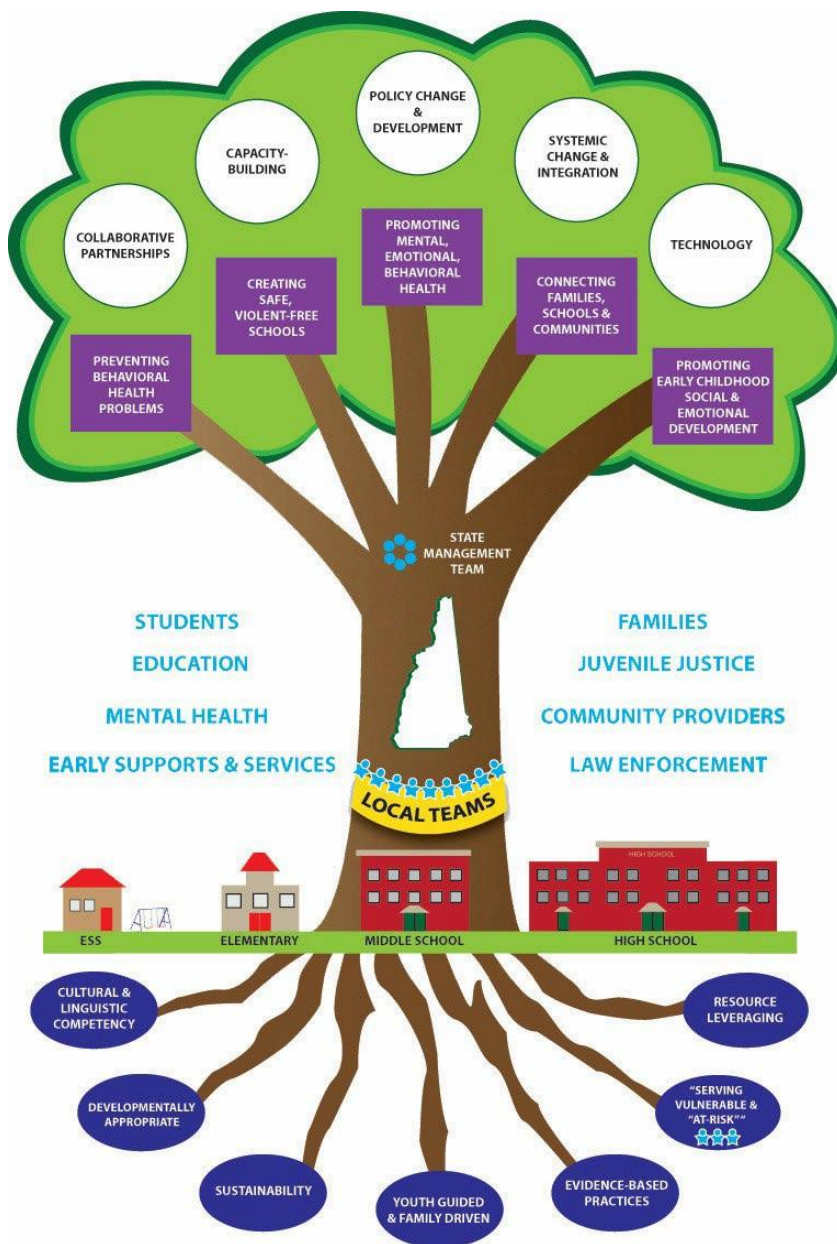 POLICY CHANGE
&
DEVELOPMENT
CAPACITY-
BUILDING
SYSTEMIC
CHANGE &
INTEGRATION
COLLABORATIVE
PARTNERSHIPS
TECHNOLOGY
PROMOTING
MENTAL,
EMOTIONAL,
BEHAVIORAL
HEALTH
CREATING
SAFE,
VIOLENT-FREE
SCHOOLS
CONNECTING
FAMILIES,
SCHOOLS &
COMMUNITIES
PREVENTING
BEHAVIORAL
HEALTH
PROBLEMS
PROMOTING
EARLY CHILDHOOD
SOCIAL &
EMOTIONAL
DEVELOPMENT
STATE
MANAGEMENT
TEAM
STUDENTS
EDUCATION
MENTAL HEALTH
EARLY SUPPORTS & SERVICES
FAMILIES
JUVENILE JUSTICE
COMMUNITY PROVIDERS
LAW ENFORCEMENT
LOCAL TEAMS
HIGH SCHOOL
ESS
ELEMENTARY
MIDDLE SCHOOL
HIGH SCHOOL
CULTURAL &
LINGUISTIC
COMPETENCY
RESOURCE
LEVERAGING
DEVELOPMENTALLY
APPROPRIATE
"SERVING
VULNERABLE &
"AT-RISK""
SUSTAINABILITY
YOUTH GUIDED
& FAMILY DRIVEN
EVIDENCE-BASED
PRACTICES